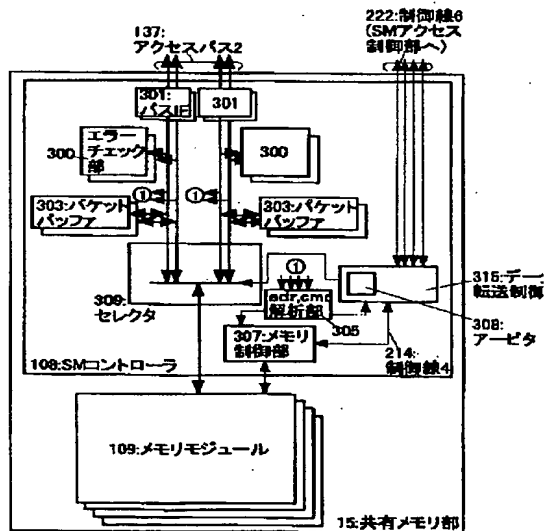 137:
アクセスパス2
222:制御線6
(SMアクセス
制御部へ)
301:
パスIF
301
エラー
チェック
部
300
300
①
①
303:パケット
バッファ
303:パケット
バッファ
①
309:
セレクタ
adr,cmd
解析部
305
315:データ
転送制御
308:
アービタ
307:メモリ
制御部
214:
制御線4
108:SMコントローラ
109:メモリモジュール
15:共有メモリ部